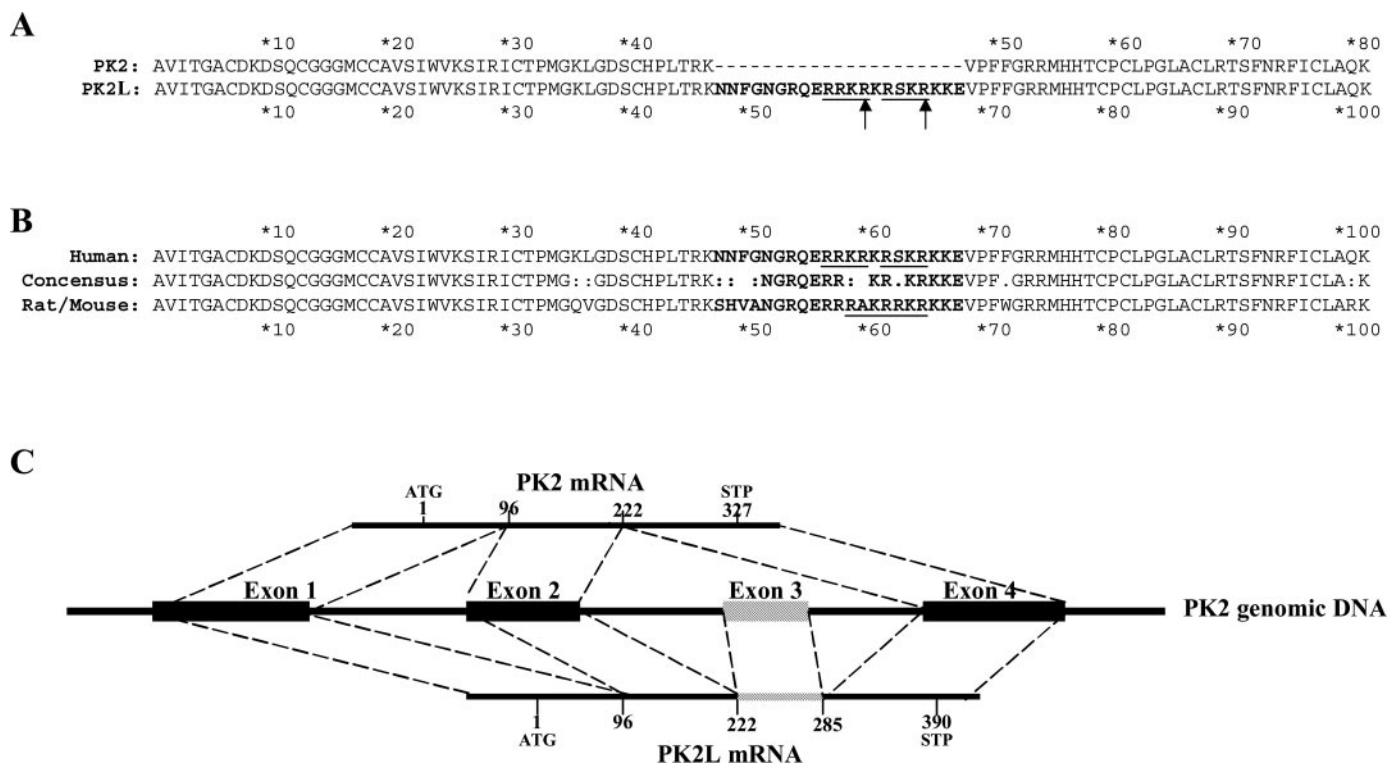 A
*10 *20 *30 *40 *50 *60 *70 *80
PK2: AVITGACDKDSQCGGGMCCAVSIWVKSIRICTPMGKLGDSCHPLTRK---------------------VPFFGRRMHHTCPCLPGLACLRTSFNRFICLAQK
PK2L: AVITGACDKDSQCGGGMCCAVSIWVKSIRICTPMGKLGDSCHPLTRKNNFGNGRQERRKRKRSKRKKEVPFFGRRMHHTCPCLPGLACLRTSFNRFICLAQK
*10 *20 *30 *40 *50 *70 *80 *90 *100
B
*10 *20 *30 *40 *50 *60 *70 *80 *90 *100
Human: AVITGACDKDSQCGGGMCCAVSIWVKSIRICTPMGKLGDSCHPLTRKNNFGNGRQERRKRKRSKRKKEVPFFGRRMHHTCPCLPGLACLRTSFNRFICLAQK
Concensus: AVITGACDKDSQCGGGMCCAVSIWVKSIRICTPMG::GDSCHPLTRK:: :NGRQERR: KR.KRKKEVPF.GRRMHHTCPCLPGLACLRTSFNRFICLA:K
Rat/Mouse: AVITGACDKDSQCGGGMCCAVSIWVKSIRICTPMGQVGDSCHPLTRKSHVANGRQERRRAKRRKRKKEVPFWGRRMHHTCPCLPGLACLRTSFNRFICLARK
*10 *20 *30 *40 *50 *60 *70 *80 *90 *100
C
PK2 mRNA
ATG STP
1 96 222 327
Exon 1 Exon 2 Exon 3 Exon 4
PK2 genomic DNA
1 96 222 285 390
ATG STP
PK2L mRNA